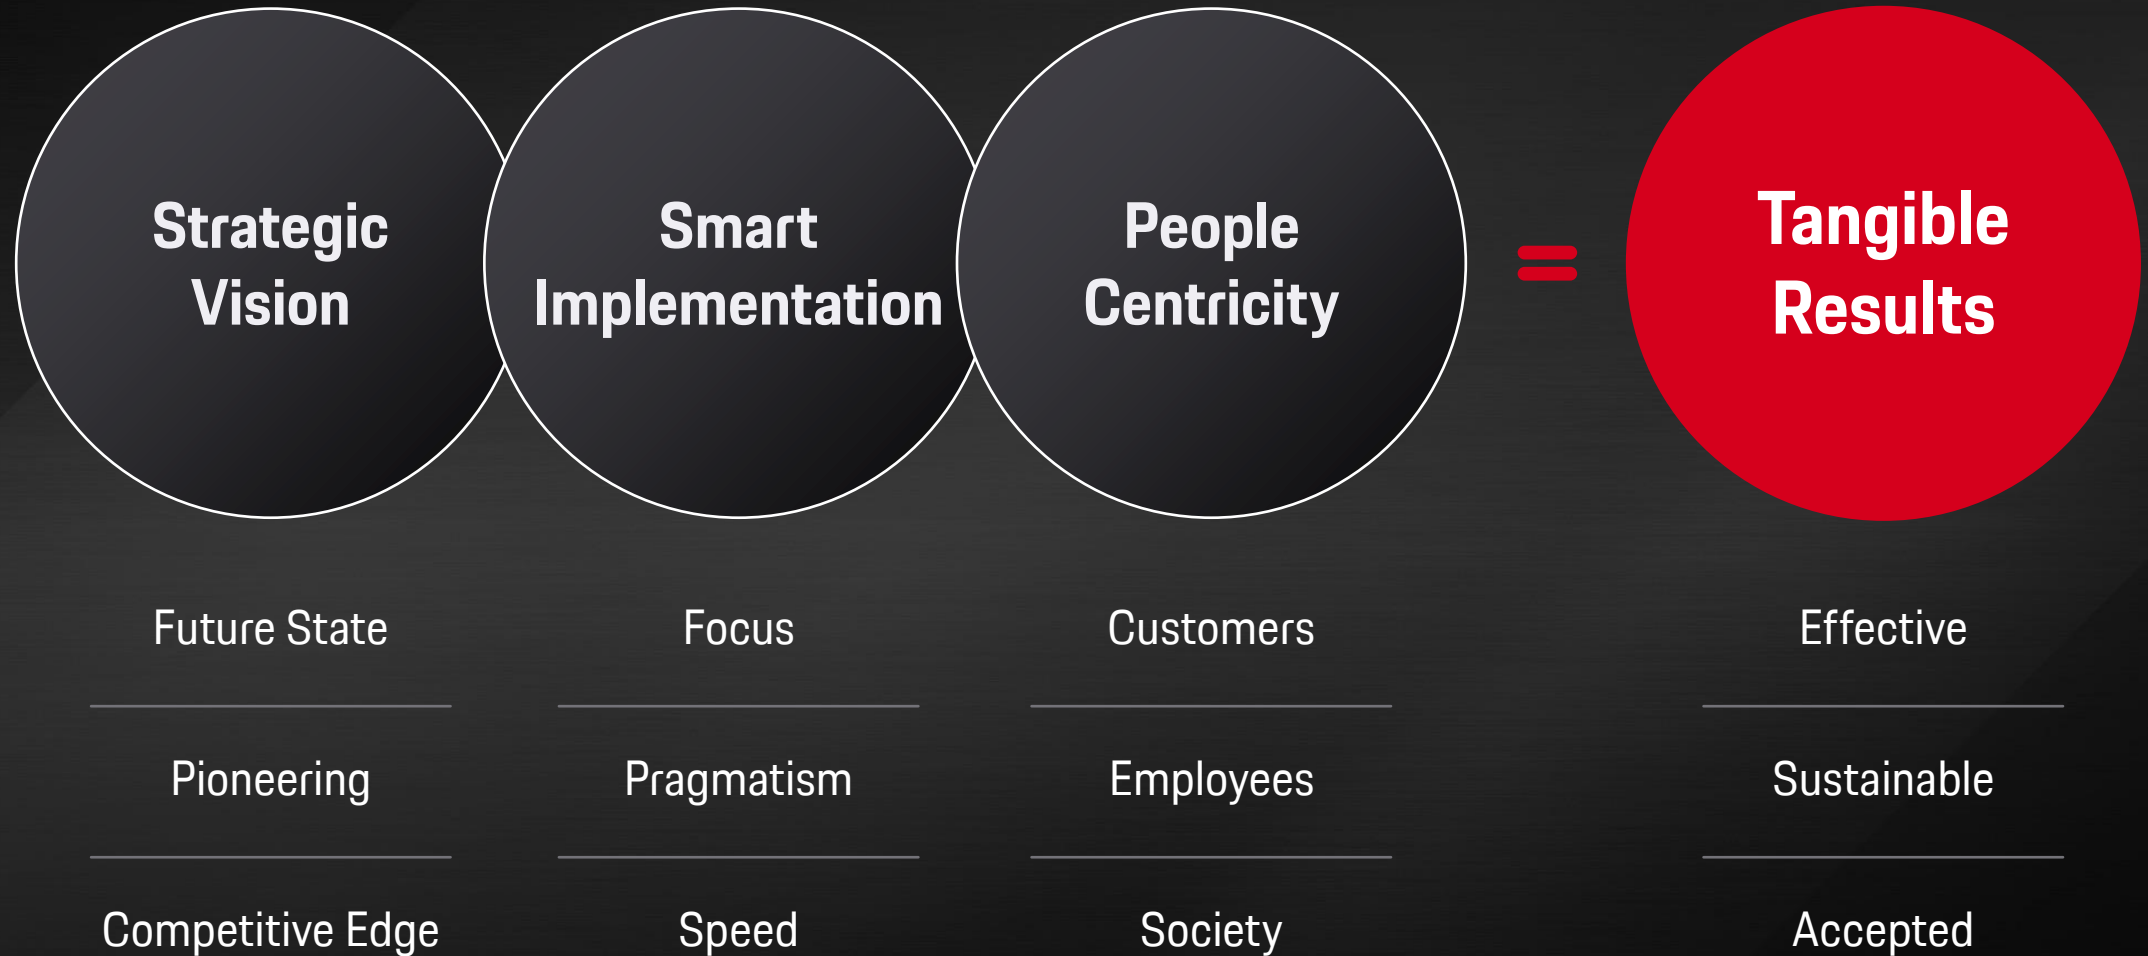 Strategic
Vision
Smart
Implementation
People
Centricity
=
Tangible
Results
Future State
Focus
Customers
Effective
Pioneering
Pragmatism
Employees
Sustainable
Competitive Edge
Speed
Society
Accepted